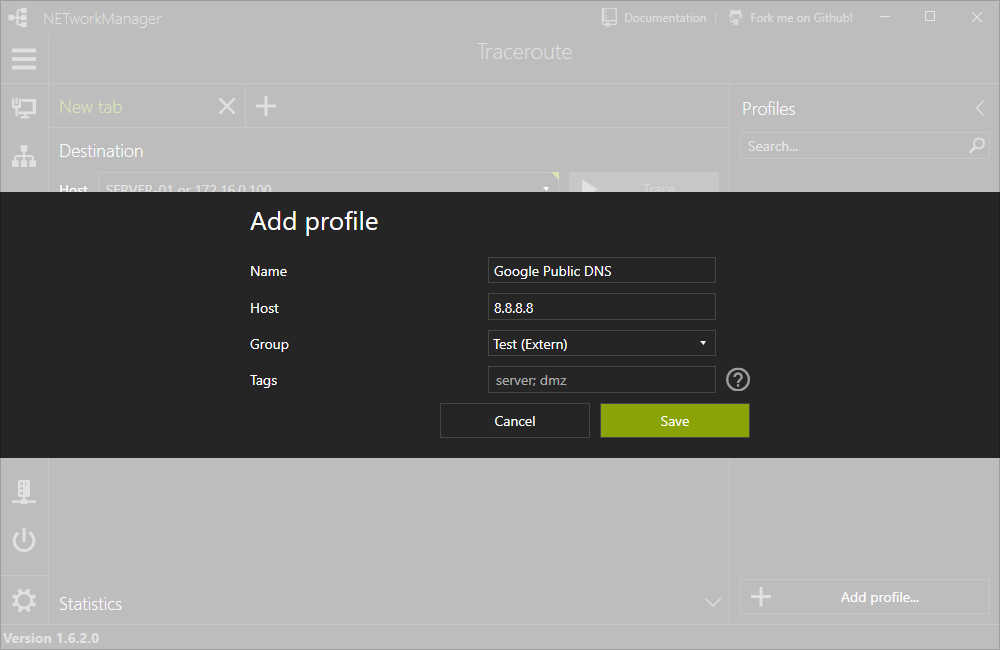 NETworkManager
Documentation
Fork me on Github!
Traceroute
New tab
Profiles
Destination
Search...
Host
SERVER-01 or 172.16.0.100
Trace
Add profile
Name
Google Public DNS
Host
8.8.8.8
Group
Test (Extern)
Tags
server; dmz
Cancel
Save
Statistics
Add profile...
Version 1.6.2.0